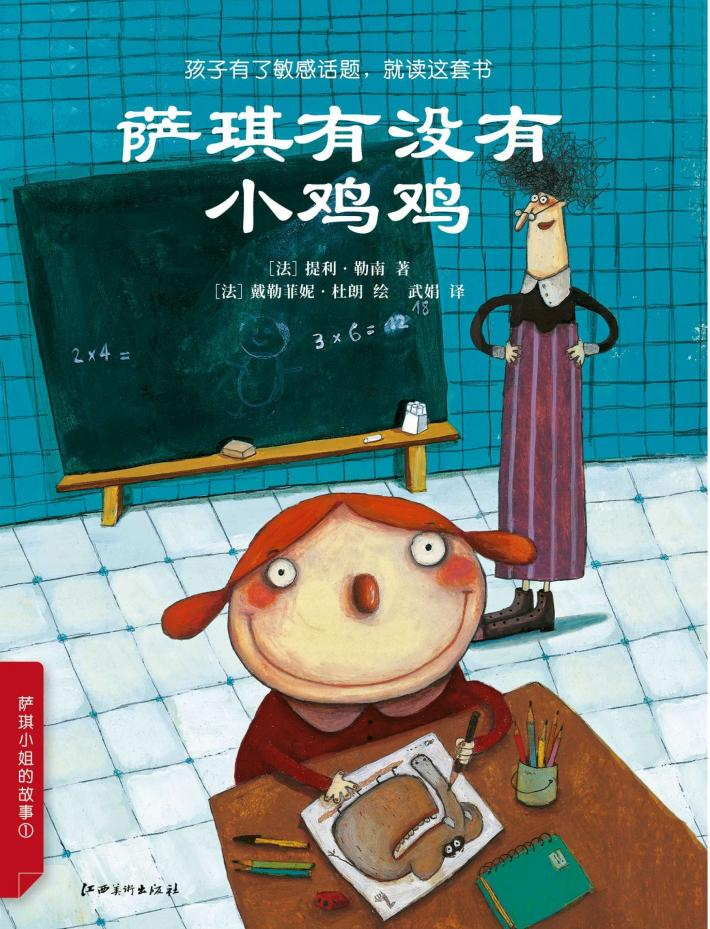 孩子有了敏感话题，就读这套书
萨琪有没有
小鸡鸡
[法] 提利·勒南 著
[法] 戴勒菲妮·杜朗 绘 武娟 译
2×4=
3×6= 12 18
萨琪小姐的故事①
江西美術出版社